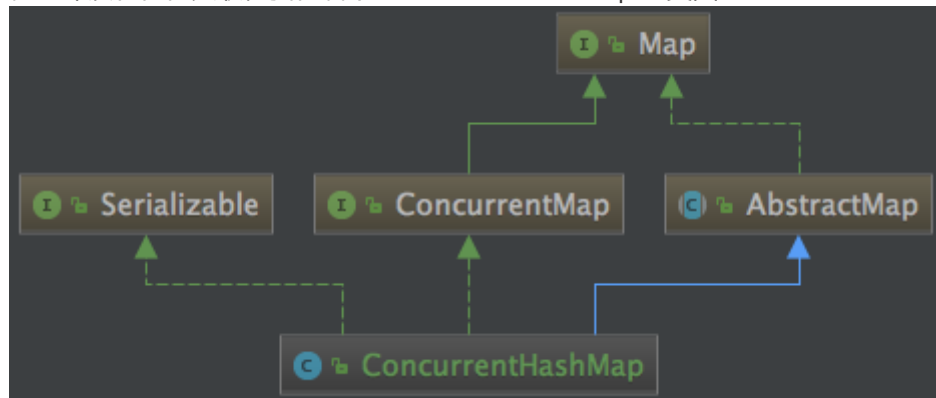 I Map
I Serializable
I ConcurrentMap
C AbstractMap
C ConcurrentHashMap